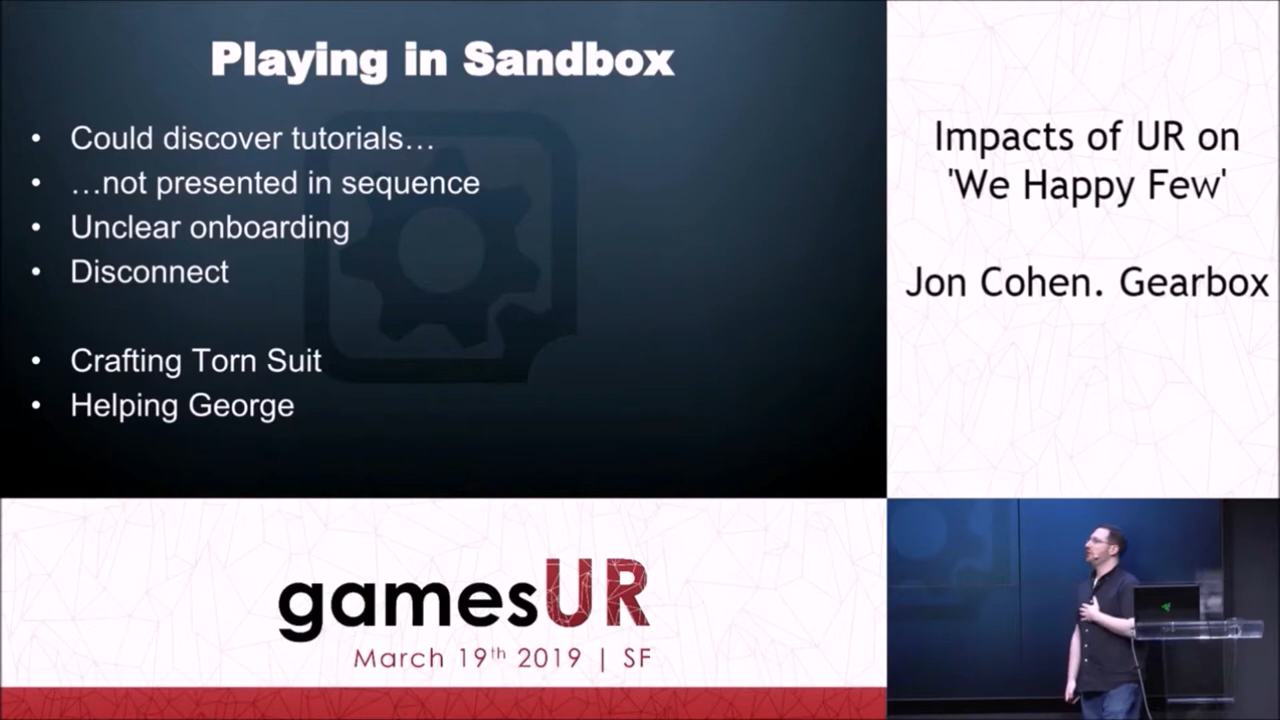 Playing in Sandbox
• Could discover tutorials…
• …not presented in sequence
• Unclear onboarding
• Disconnect
• Crafting Torn Suit
• Helping George
Impacts of UR on
'We Happy Few'
Jon Cohen. Gearbox
gamesUR
March 19th 2019 | SF